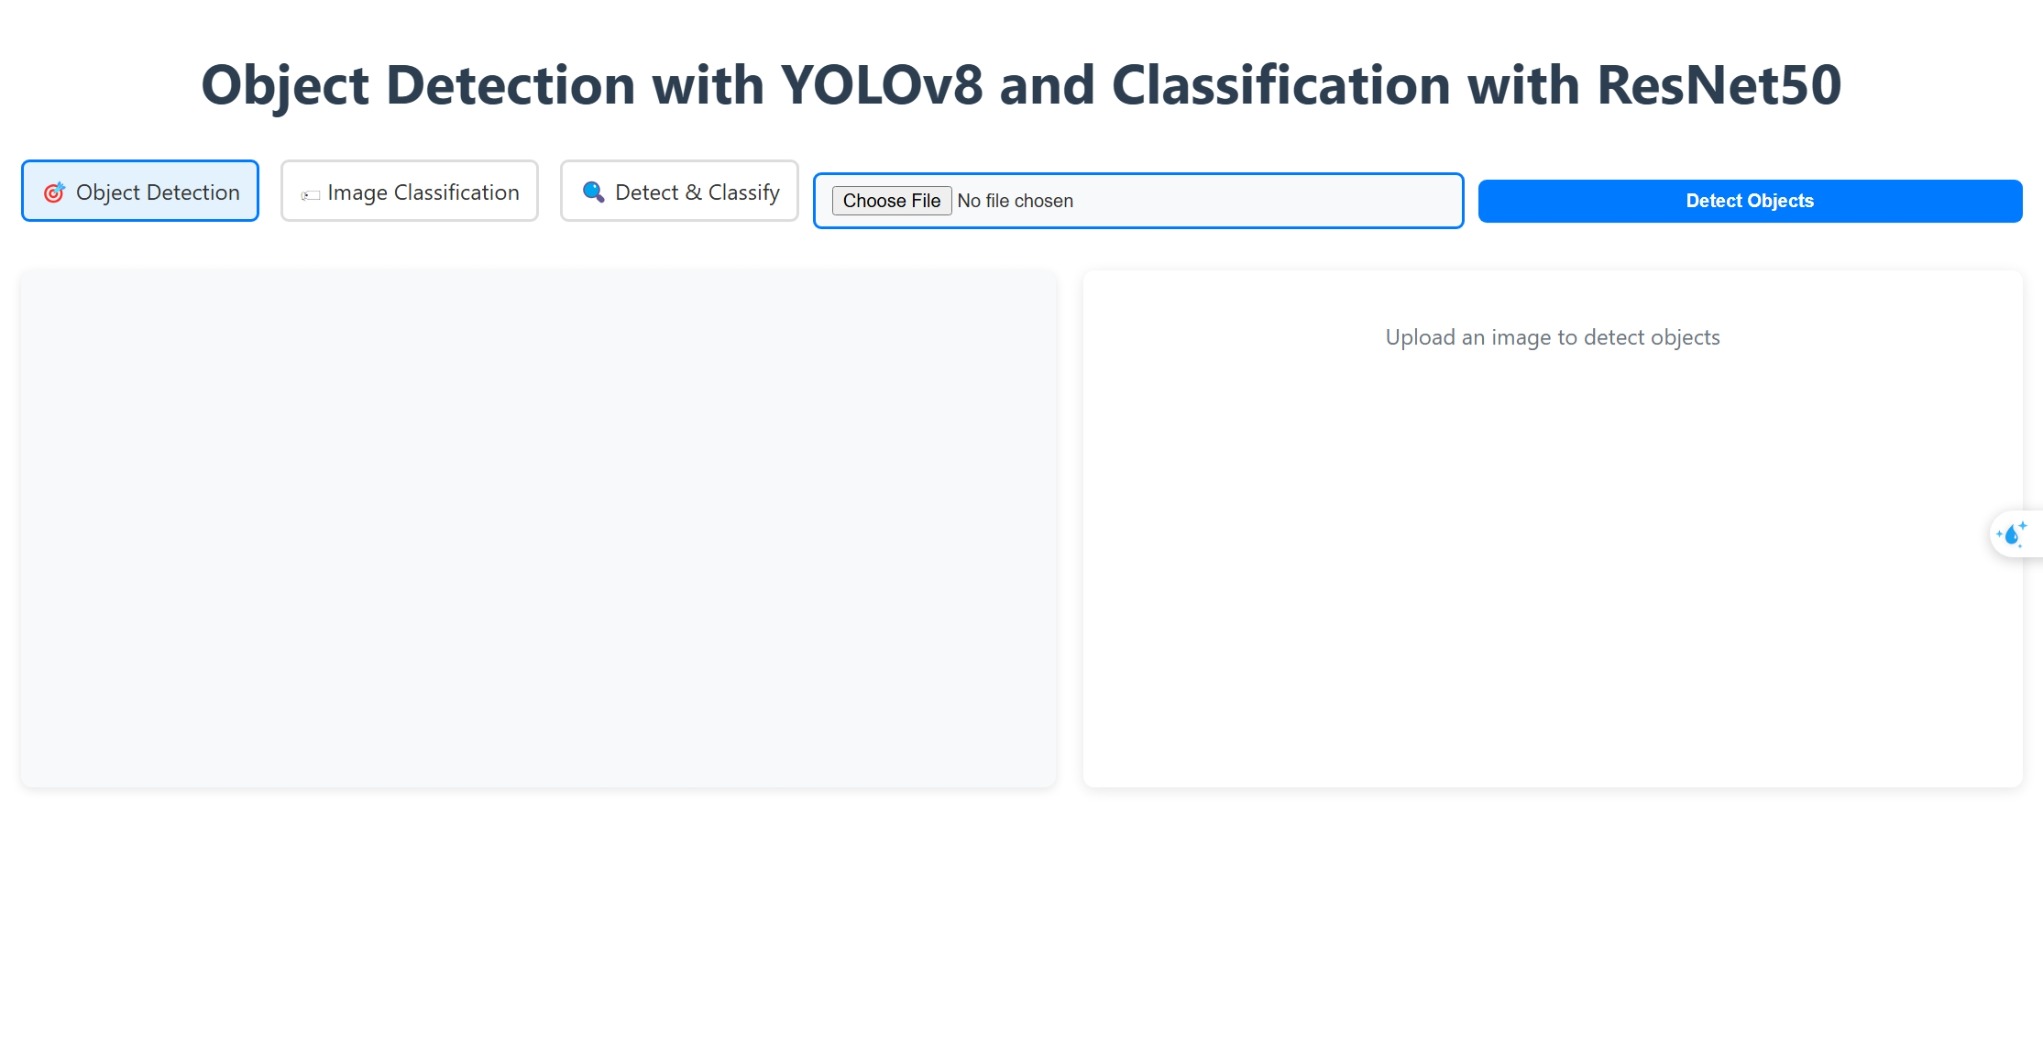 Object Detection with YOLOv8 and Classification with ResNet50
Object Detection
Image Classification
Detect & Classify
Choose File No file chosen
Detect Objects
Upload an image to detect objects